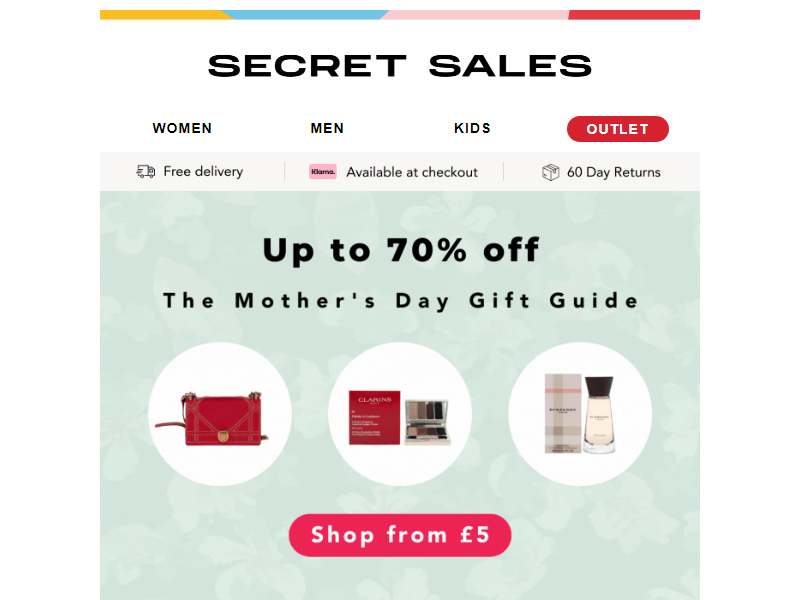 SECRET SALES
WOMEN MEN KIDS OUTLET
Free delivery Klarna. Available at checkout 60 Day Returns
Up to 70% off
The Mother's Day Gift Guide
CLARINS
BURBERRY
Shop from £5